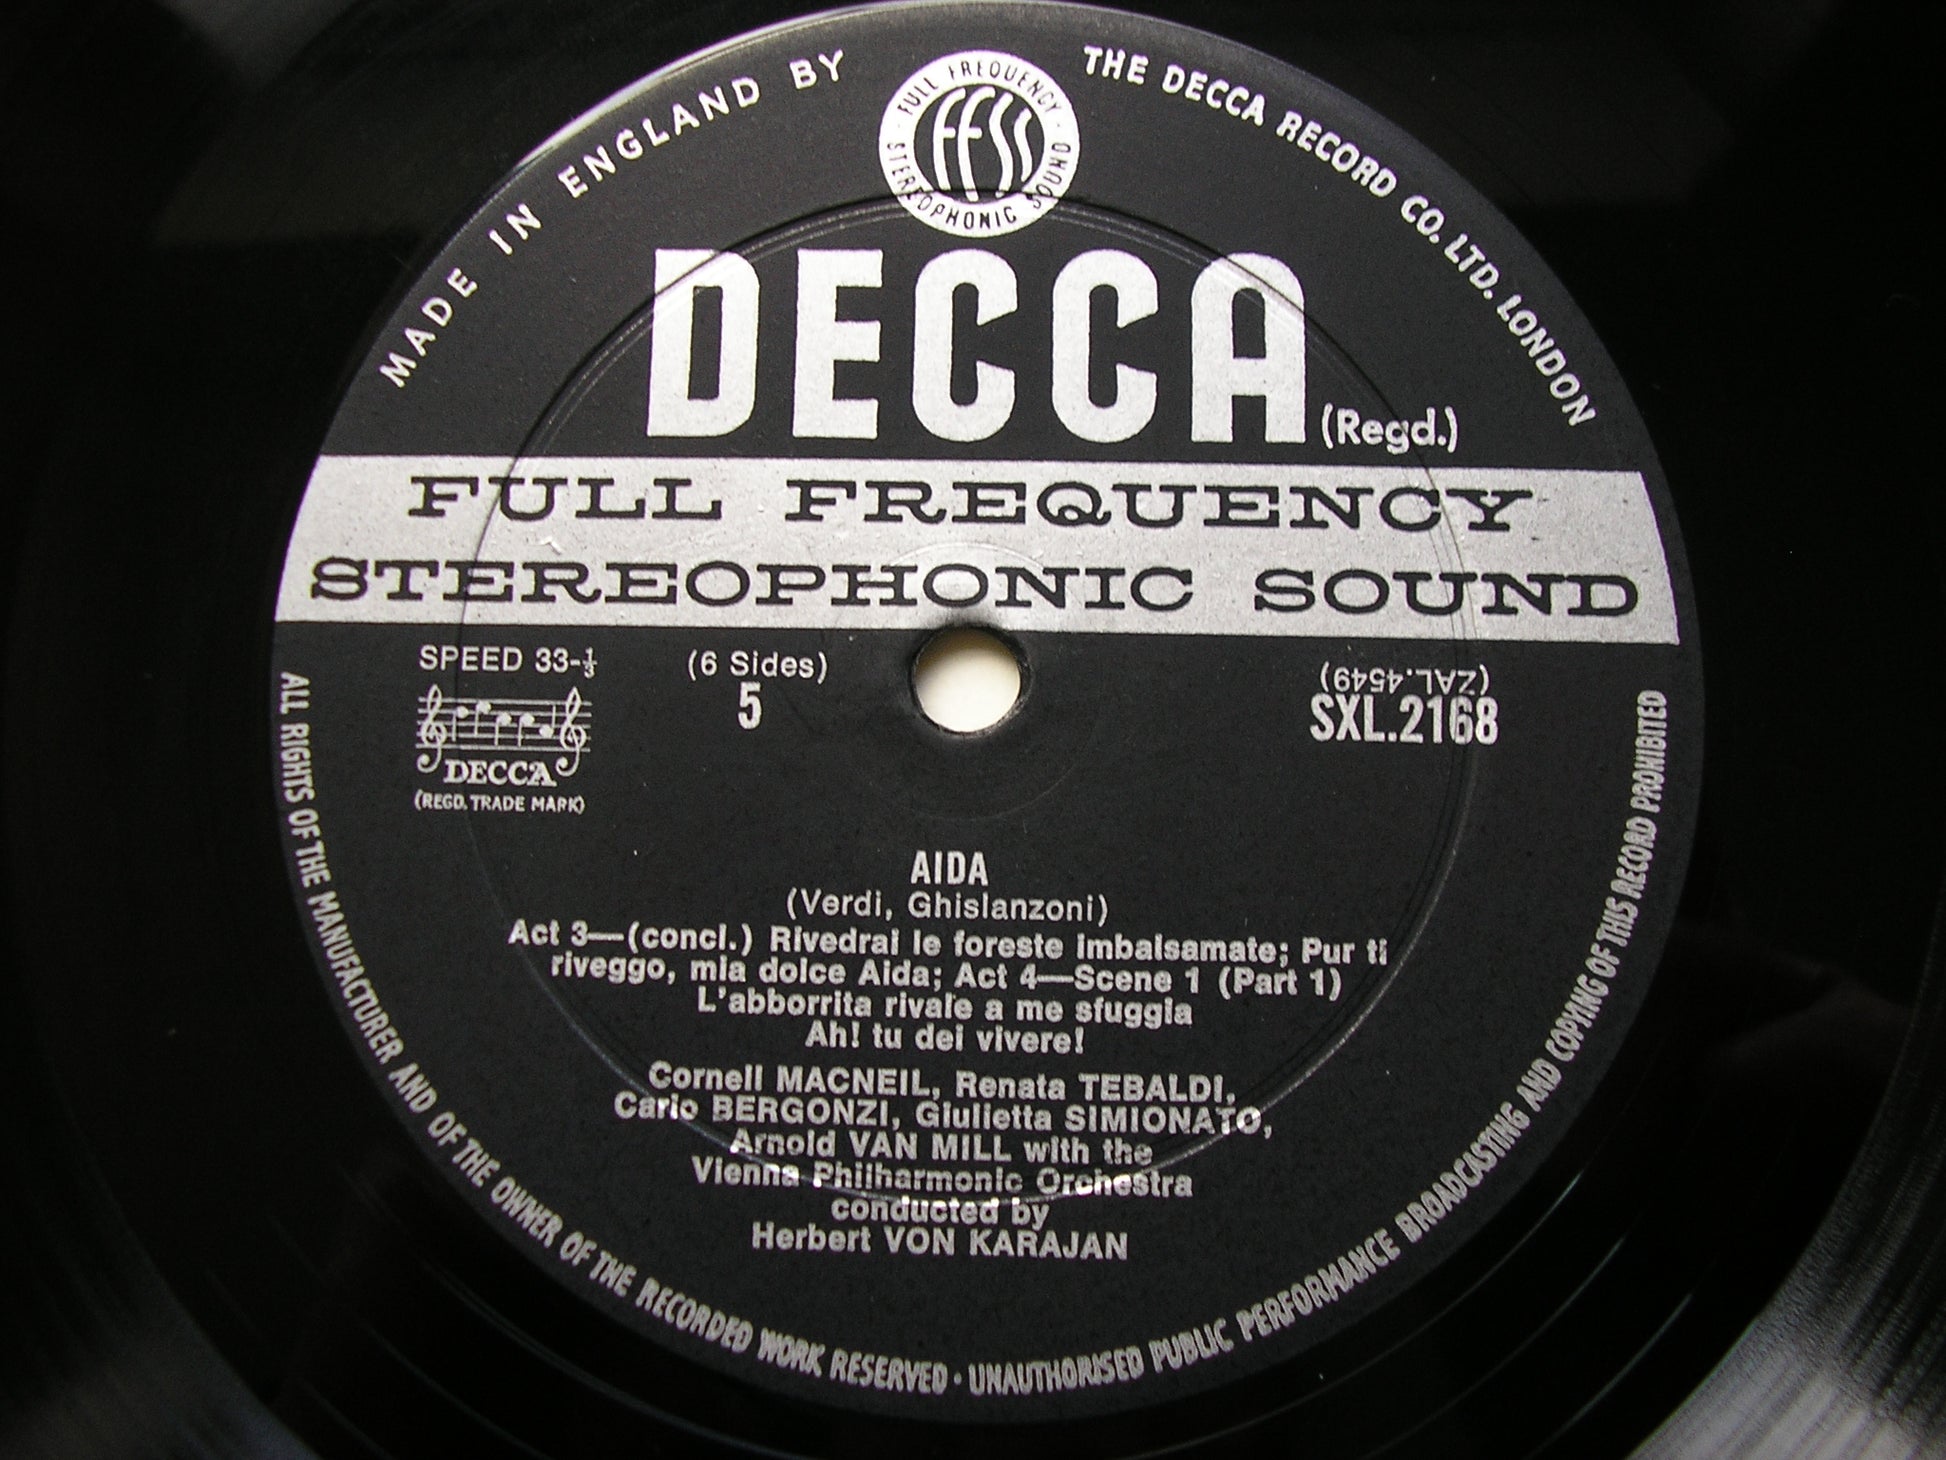 MADE IN ENGLAND BY
THE DECCA RECORD CO. LTD. LONDON
FULL FREQUENCY
FFSS
STEREOPHONIC SOUND
DECCA (Regd.)
FULL FREQUENCY
STEREOPHONIC SOUND
SPEED 33-⅓
(6 Sides)
5
(ZAL.4549)
SXL.2168
DECCA
(REGD. TRADE MARK)
AIDA
(Verdi, Ghislanzoni)
Act 3—(concl.) Rivedrai le foreste imbalsamate; Pur ti
riveggo, mia dolce Aida; Act 4—Scene 1 (Part 1)
L'abborrita rivale a me sfuggia
Ah! tu dei vivere!
Cornell MACNEIL, Renata TEBALDI,
Carlo BERGONZI, Giulietta SIMIONATO,
Arnold VAN MILL with the
Vienna Philharmonic Orchestra
conducted by
Herbert VON KARAJAN
ALL RIGHTS OF THE MANUFACTURER AND OF THE OWNER OF THE RECORDED WORK RESERVED · UNAUTHORISED PUBLIC PERFORMANCE BROADCASTING AND COPYING OF THIS RECORD PROHIBITED